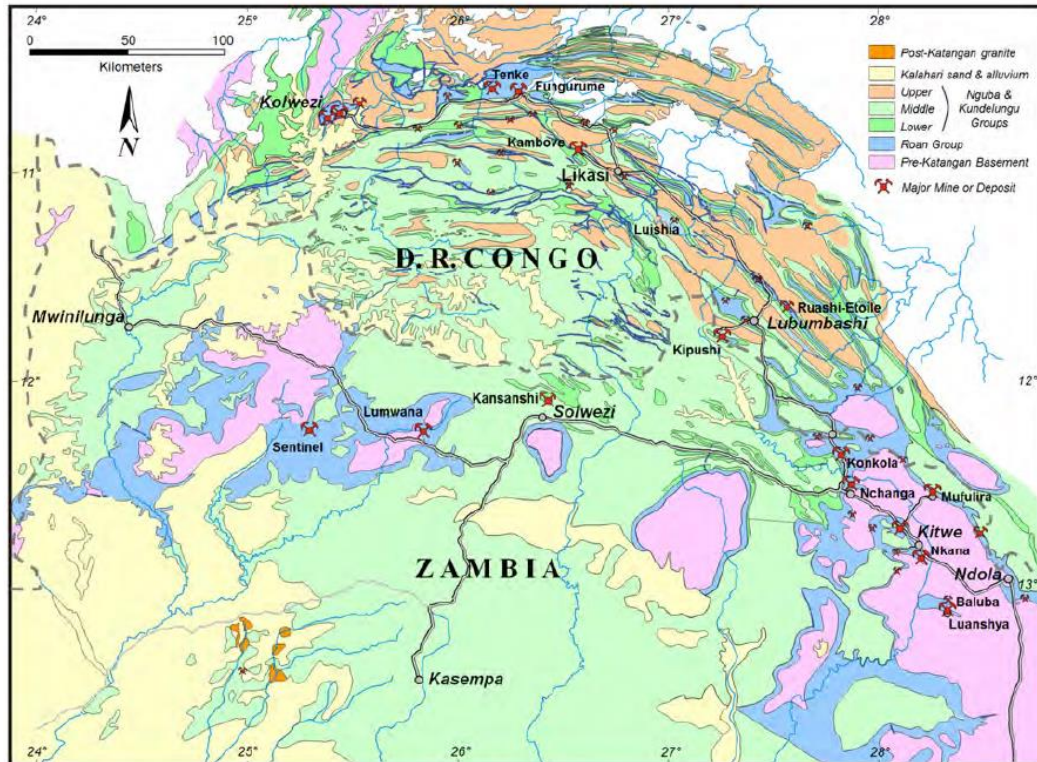 24°
25°
26°
27°
28°
0 50 100
Kilometers
N
Post-Katangan granite
Kalahari sand & alluvium
Upper
Middle
Lower
Nguba &
Kundelungu
Groups
Roan Group
Pre-Katangan Basement
Major Mine or Deposit
Tenke
Fungurume
Kolwezi
Kambove
Likasi
11°
Luishia
D. R. CONGO
Mwinilunga
Ruashi-Etoile
Lubumbashi
Kipushi
12°
12°
Kansanshi
Solwezi
Lumwana
Sentinel
Konkola
Nchanga
Mufulira
Kitwe
Nkana
ZAMBIA
Ndola
13°
Baluba
Luanshya
Kasempa
24°
25°
26°
27°
28°